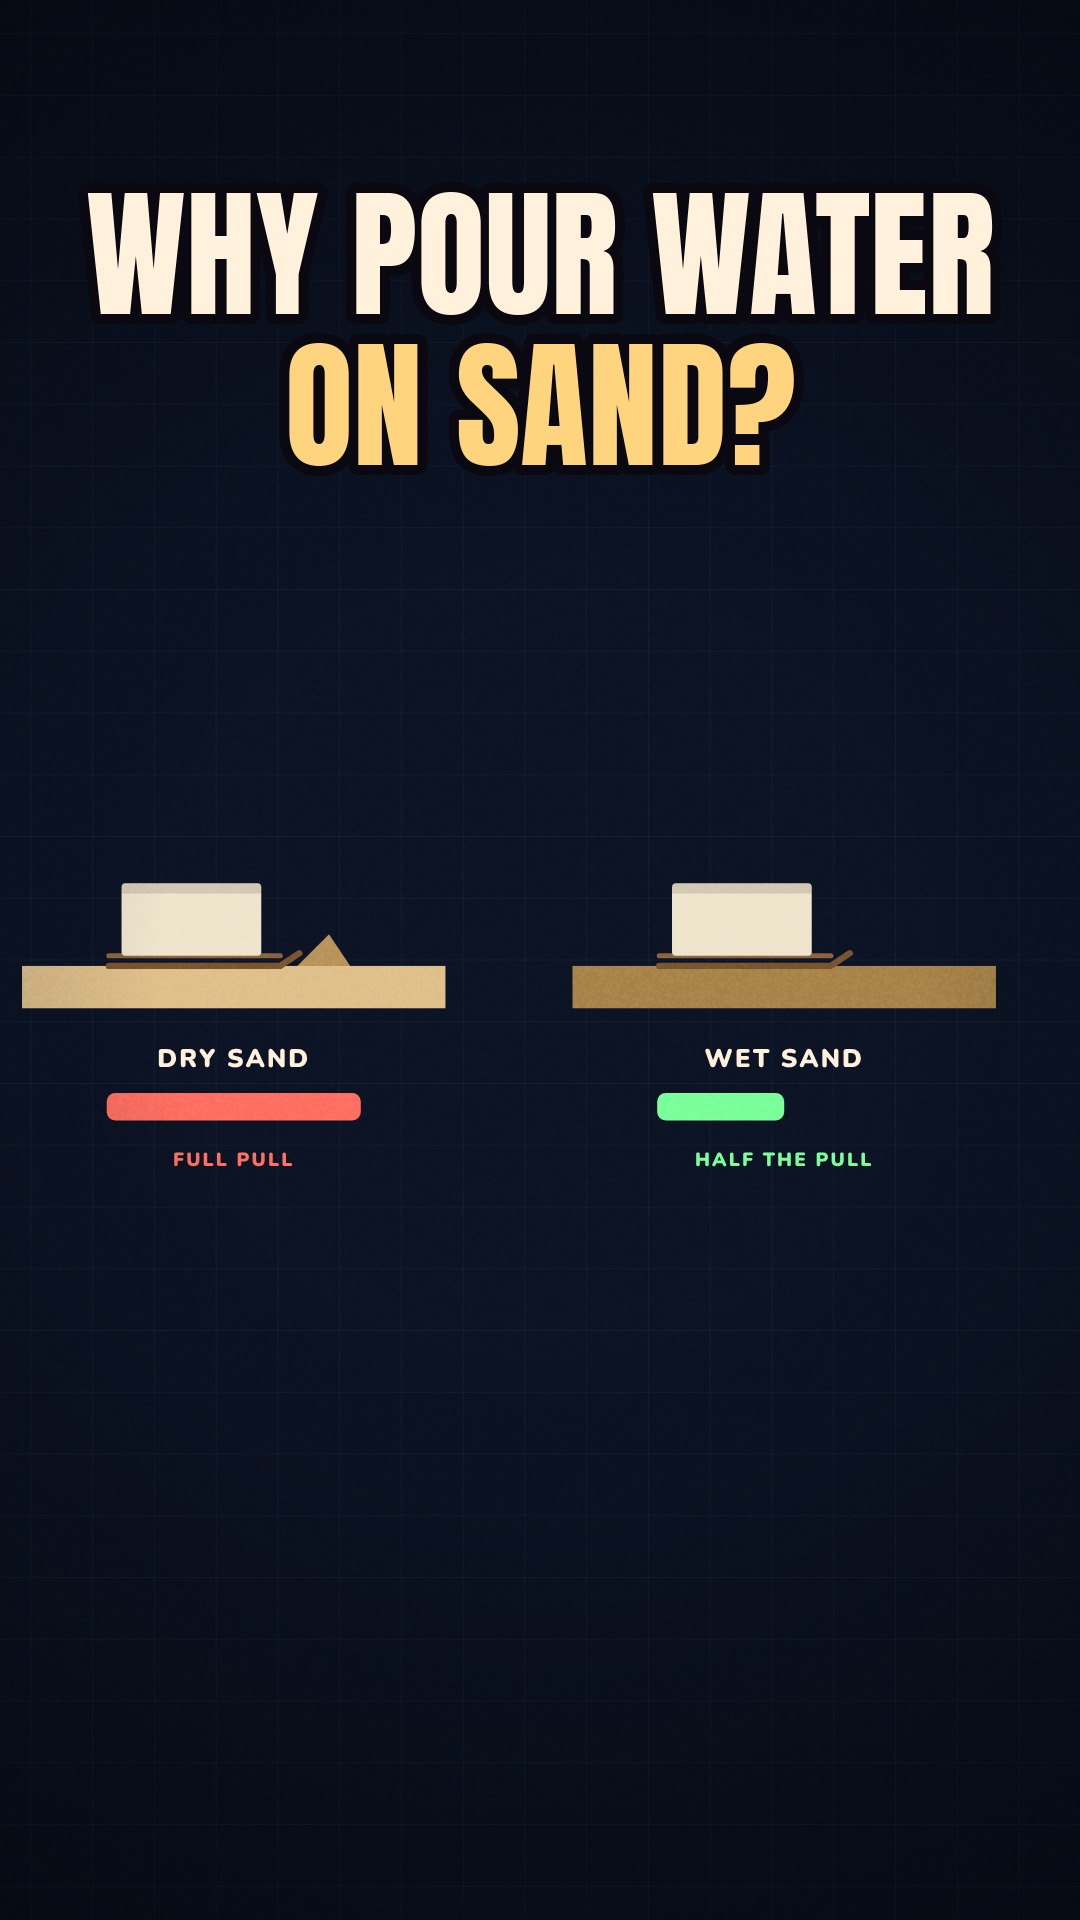 WHY POUR WATER
ON SAND?
DRY SAND
FULL PULL
WET SAND
HALF THE PULL